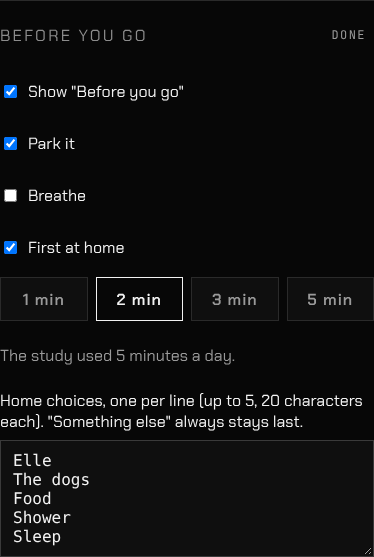 BEFORE YOU GO DONE
Show "Before you go"
Park it
Breathe
First at home
1 min 2 min 3 min 5 min
The study used 5 minutes a day.
Home choices, one per line (up to 5, 20 characters
each). "Something else" always stays last.
Elle
The dogs
Food
Shower
Sleep